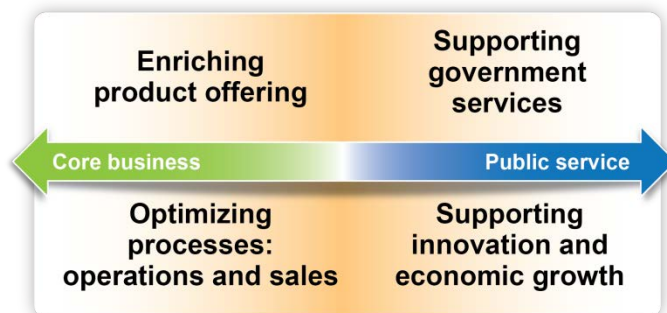 Enriching
product offering
Supporting
government
services
Core business
Public service
Optimizing
processes:
operations and sales
Supporting
innovation and
economic growth